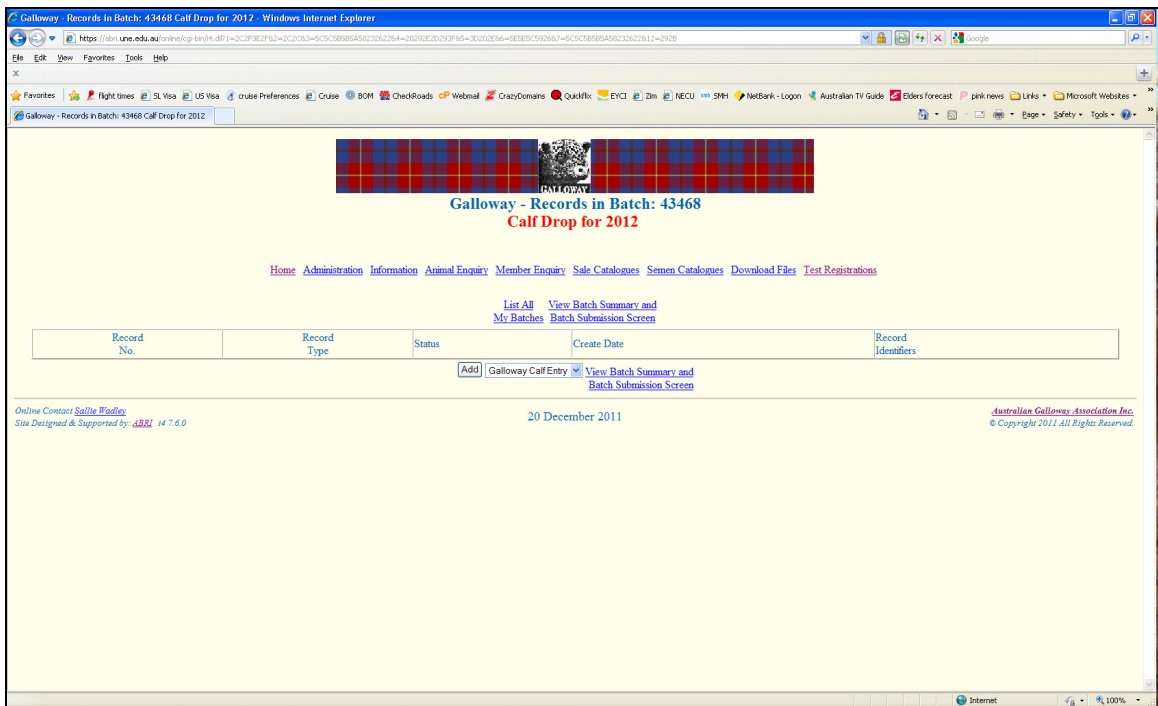 Galloway - Records in Batch: 43468 Calf Drop for 2012 - Windows Internet Explorer
Google
File Edit View Favorites Tools Help
x
Favorites flight times SL Visa US Visa cruise Preferences Cruise BOM CheckRoads Webmail CrazyDomains Quickflix EYCI Zim NECU SMH NetBank - Logon Australian TV Guide Elders forecast pink news Links Microsoft Websites
Galloway - Records in Batch: 43468 Calf Drop for 2012
Page Safety Tools
GALLOWAY
Galloway - Records in Batch: 43468
Calf Drop for 2012
Home Administration Information Animal Enquiry Member Enquiry Sale Catalogues Semen Catalogues Download Files Test Registrations
List All View Batch Summary and
My Batches Batch Submission Screen
Record Record Status Create Date Record
No. Type Identifiers
Add Galloway Calf Entry View Batch Summary and
Batch Submission Screen
Online Contact Sallie Wadley 20 December 2011 Australian Galloway Association Inc.
Site Designed & Supported by: ABRI i4 7.6.0 © Copyright 2011 All Rights Reserved.
Internet 100%